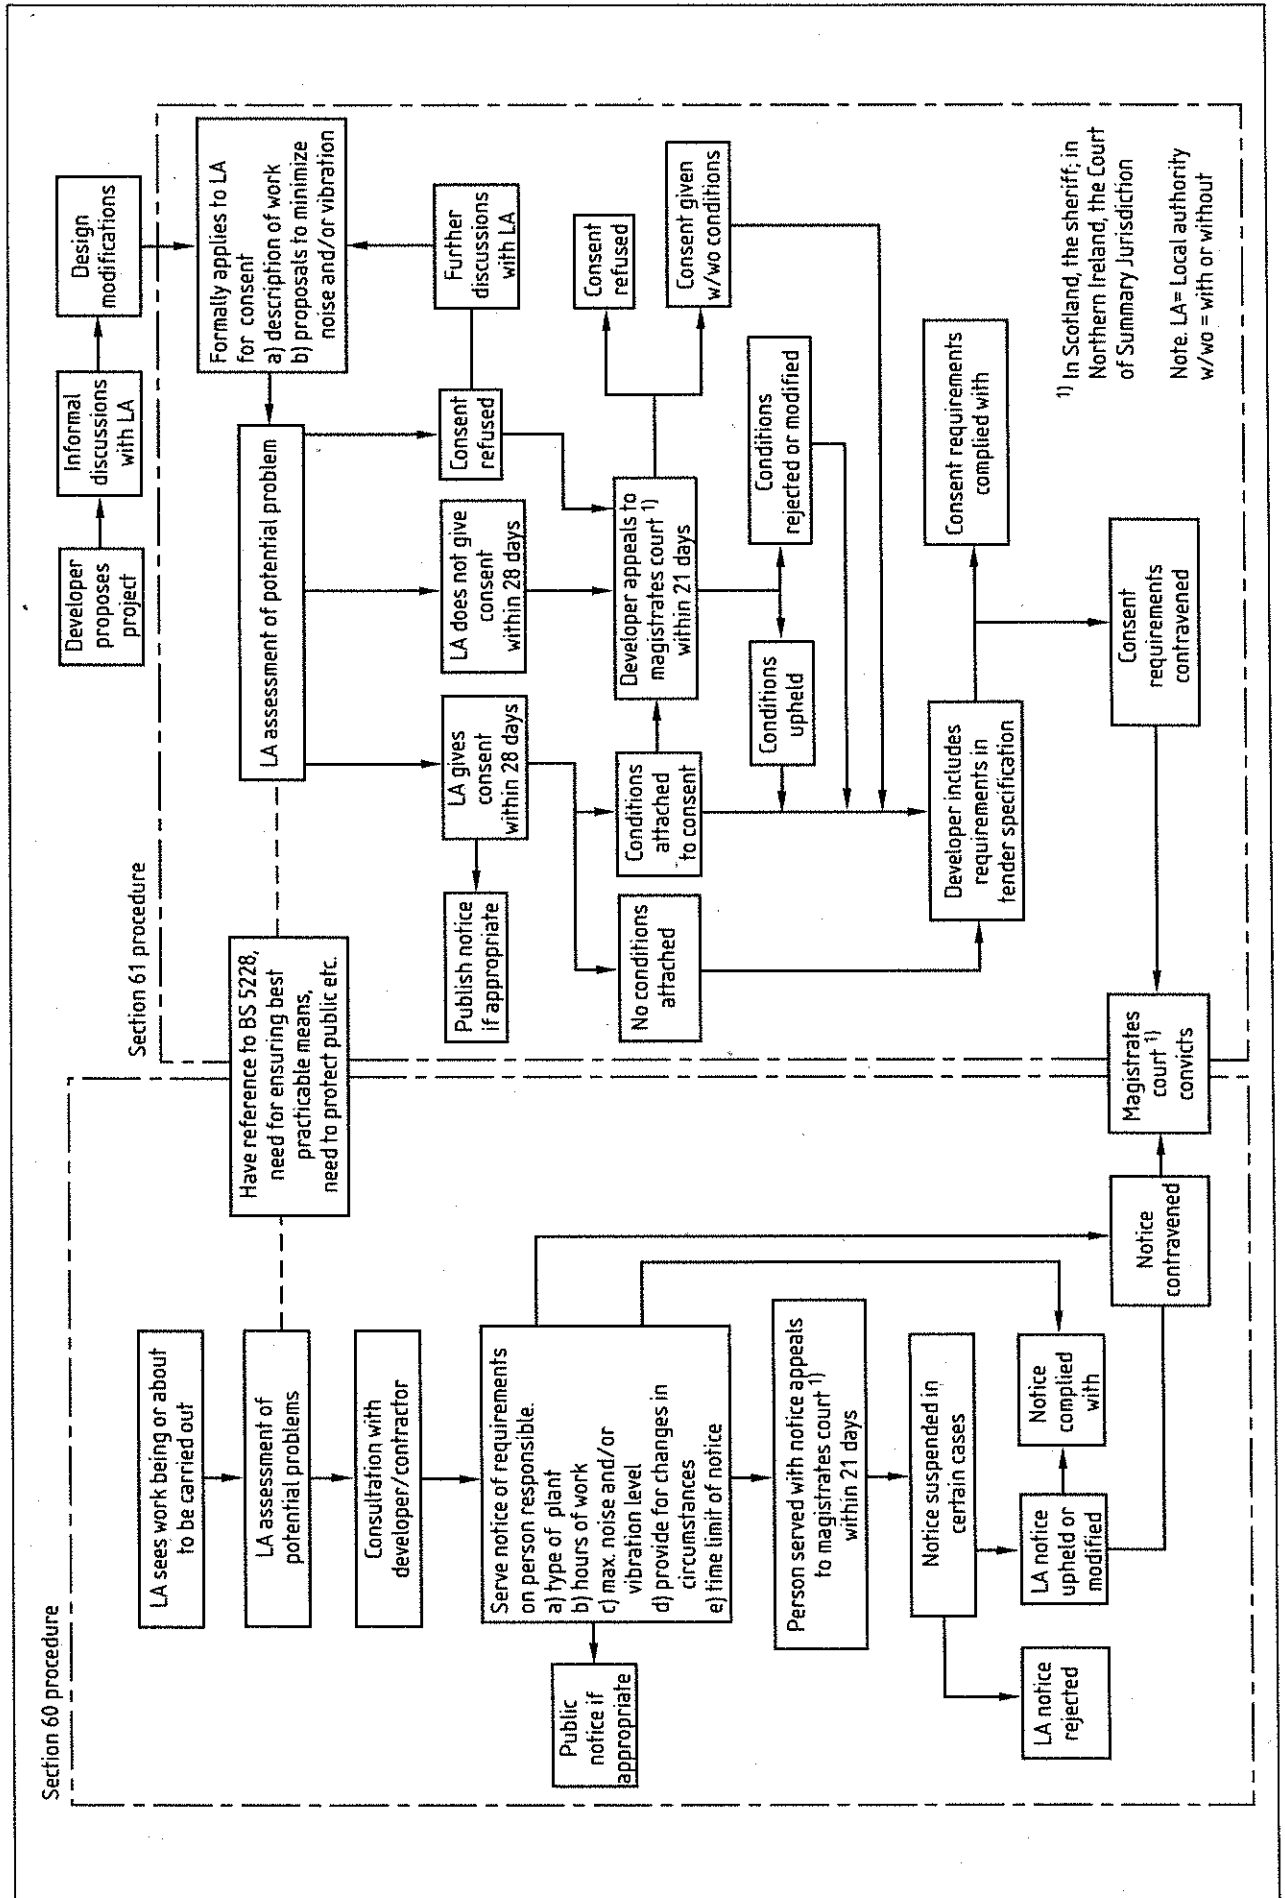 Section 60 procedure
LA sees work being or about
to be carried out
LA assessment of
potential problems
Consultation with
developer/contractor
Serve notice of requirements
on person responsible.
a) type of plant
b) hours of work
c) max. noise and/or
vibration level
d) provide for changes in
circumstances
e) time limit of notice
Public
notice if
appropriate
Person served with notice appeals
to magistrates court 1)
within 21 days
Notice suspended in
certain cases
LA notice
rejected
LA notice
upheld or
modified
Notice
complied
with
Notice
contravened
Have reference to BS 5228,
need for ensuring best
practicable means,
need to protect public etc.
Magistrates
court 1)
convicts
Section 61 procedure
Developer
proposes
project
Informal
discussions
with LA
Design
modifications
Formally applies to LA
for consent
a) description of work
b) proposals to minimize
noise and/or vibration
LA assessment of potential problem
Publish notice
if appropriate
LA gives
consent
within 28 days
LA does not give
consent
within 28 days
Consent
refused
Further
discussions
with LA
No conditions
attached
Conditions
attached
to consent
Developer appeals to
magistrates court 1)
within 21 days
Consent
refused
Consent given
w/wo conditions
Conditions
upheld
Conditions
rejected or modified
Developer includes
requirements in
tender specification
Consent requirements
complied with
Consent
requirements
contravened
1) In Scotland, the sheriff; in
Northern Ireland, the Court
of Summary Jurisdiction
Note. LA= Local authority
w/wo = with or without